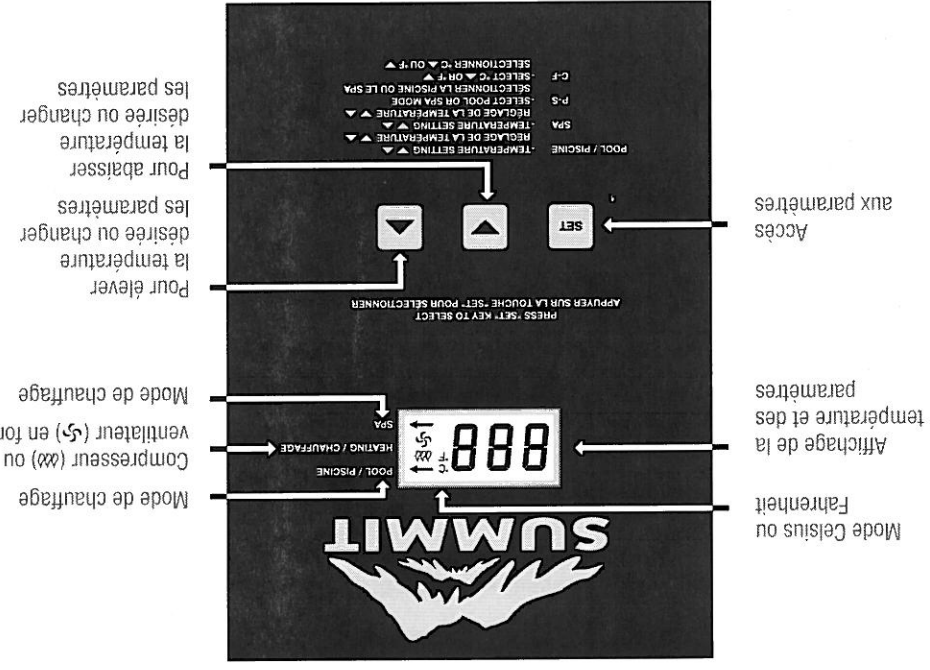 SUMMIT
Mode Celsius ou
Fahrenheit
Affichage de la
température et des
paramètres
888
°C
°F
POOL / PISCINE
HEATING / CHAUFFAGE
SPA
Mode de chauffage
Compresseur ou
ventilateur en
Mode de chauffage
PRESS "SET" KEY TO SELECT
APPUYER SUR LA TOUCHE "SET" POUR SÉLECTIONNER
Accès
aux paramètres
SET
▼
▲
Pour élever
la température
désirée ou changer
les paramètres
Pour abaisser
la température
désirée ou changer
les paramètres
POOL / PISCINE -TEMPERATURE SETTING ▼ ▲
RÉGLAGE DE LA TEMPÉRATURE ▼ ▲
SPA -TEMPERATURE SETTING ▼ ▲
RÉGLAGE DE LA TEMPÉRATURE ▼ ▲
P-S -SELECT POOL OR SPA MODE
SÉLECTIONNER LA PISCINE OU LE SPA
C-F -SELECT °C ▼ OR °F ▲
SÉLECTIONNER °C ▼ OU °F ▲